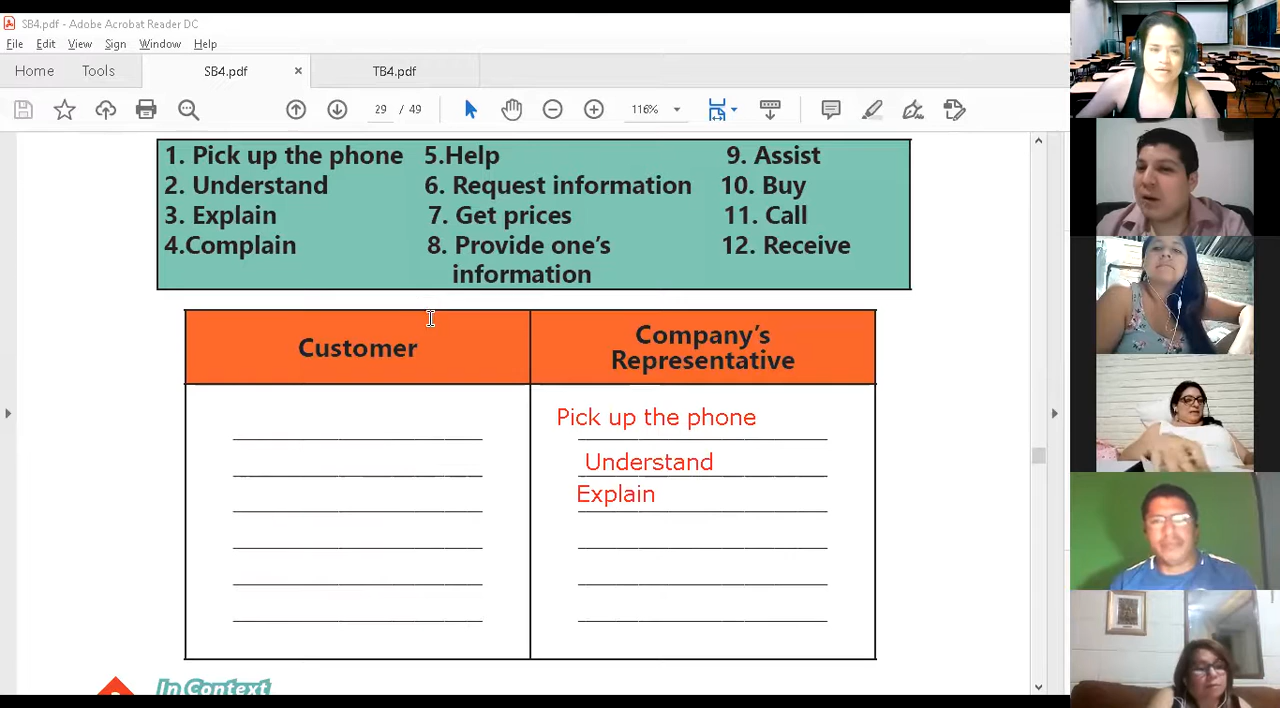 SB4.pdf - Adobe Acrobat Reader DC
File Edit View Sign Window Help
Home Tools SB4.pdf × TB4.pdf
29 / 49 116%
1. Pick up the phone 5.Help 9. Assist
2. Understand 6. Request information 10. Buy
3. Explain 7. Get prices 11. Call
4.Complain 8. Provide one's 12. Receive
information
Customer Company's
Representative
Pick up the phone
Understand
Explain
In Context